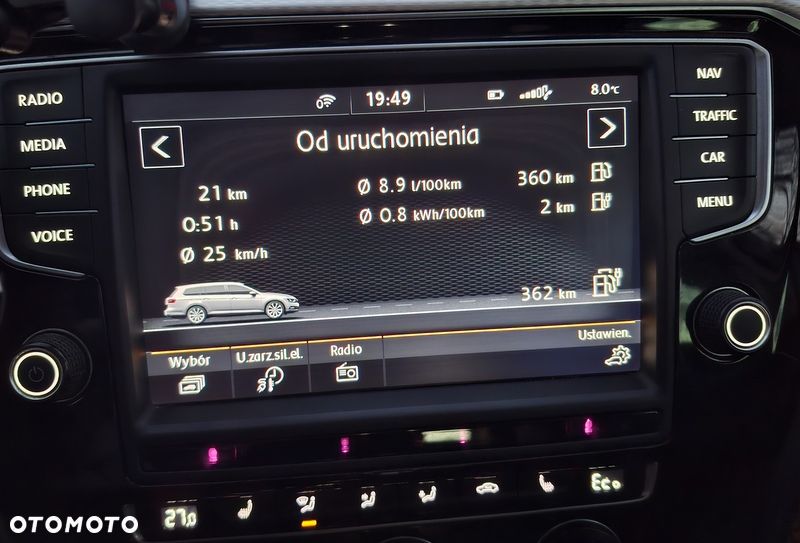 RADIO
MEDIA
PHONE
VOICE
0
19:49
8.0°C
Od uruchomienia
21 km
0:51 h
Ø 25 km/h
Ø 8.9 l/100km
Ø 0.8 kWh/100km
360 km
2 km
362 km
Wybór
U.zarz.sil.el.
Radio
Ustawien.
NAV
TRAFFIC
CAR
MENU
27.0
Eco
OTOMOTO